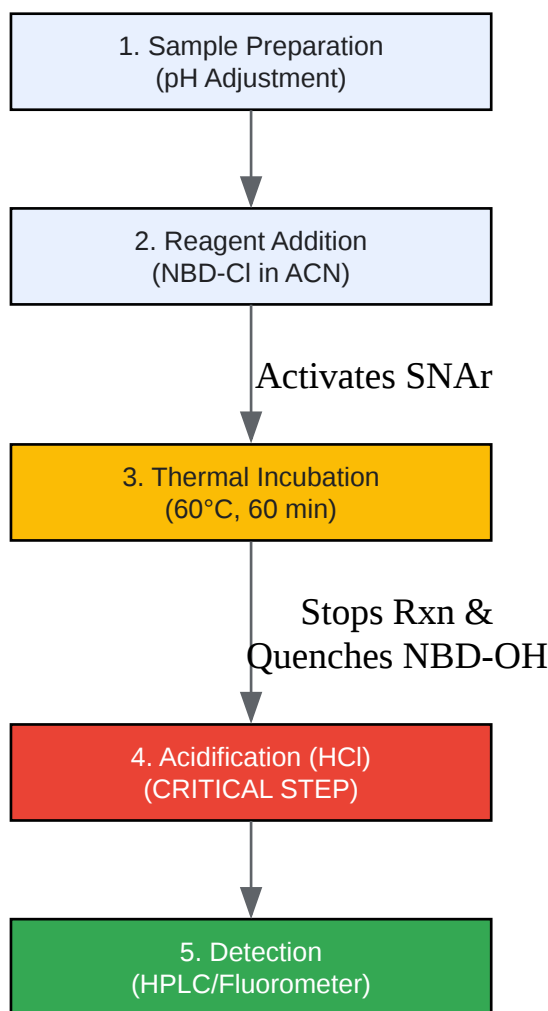 1. Sample Preparation
(pH Adjustment)
2. Reagent Addition
(NBD-Cl in ACN)
Activates SNAr
3. Thermal Incubation
(60°C, 60 min)
Stops Rxn &
Quenches NBD-OH
4. Acidification (HCl)
(CRITICAL STEP)
5. Detection
(HPLC/Fluorometer)